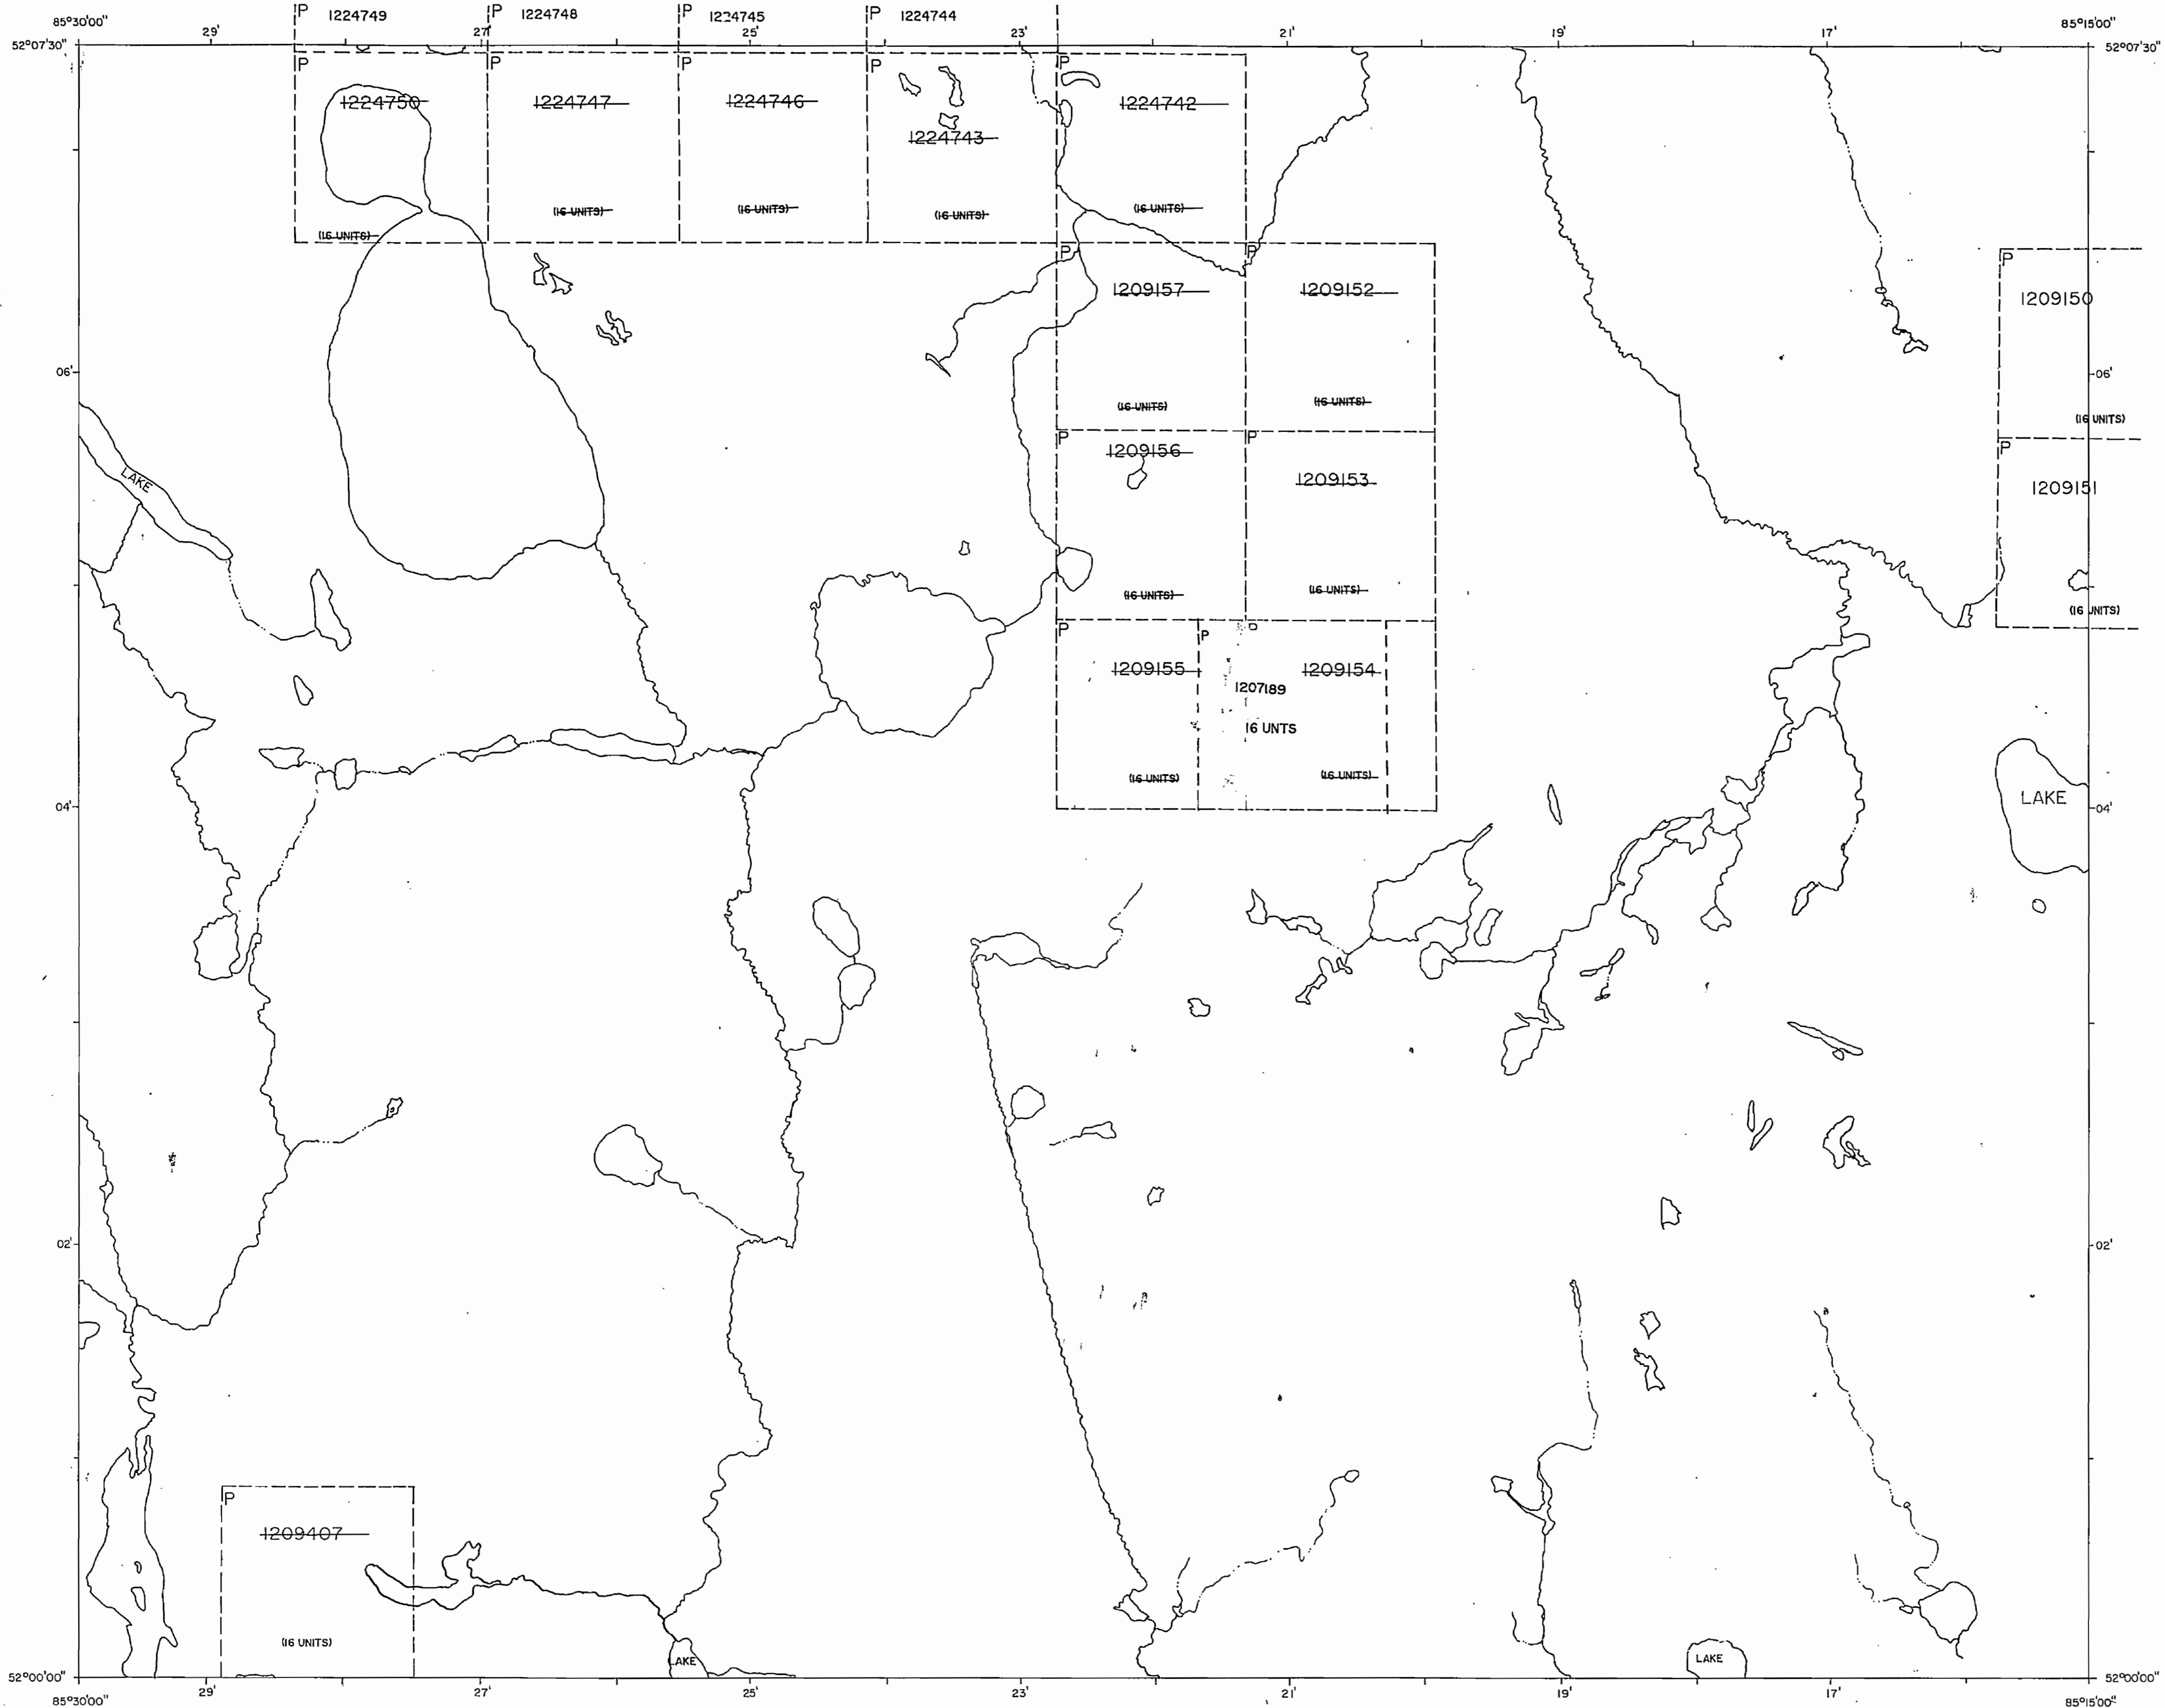 P 1224749 P 1224748 P 1224745 P 1224744
85°30'00" 85°15'00"
29' 27' 25' 23' 21' 19' 17'
52°07'30" 52°07'30"
P P P P P
1224750 1224747 1224746 1224742
1224743
(16 UNITS) (16 UNITS) (16 UNITS) (16 UNITS)
(16 UNITS)
P P P
1209157 1209152 1209150
06' 06'
(16 UNITS) (16 UNITS) (16 UNITS)
P P P
1209156
LAKE 1209153 1209151
(16 UNITS) (16 UNITS) (16 UNITS)
P P P
1209155 1209154
1207189
16 UNTS
(16 UNITS) (16 UNITS)
04' LAKE 04'
02' 02'
P
1209407
(16 UNITS)
LAKE LAKE
52°00'00" 52°00'00"
29' 27' 25' 23' 21' 19' 17'
85°30'00" 85°15'00"